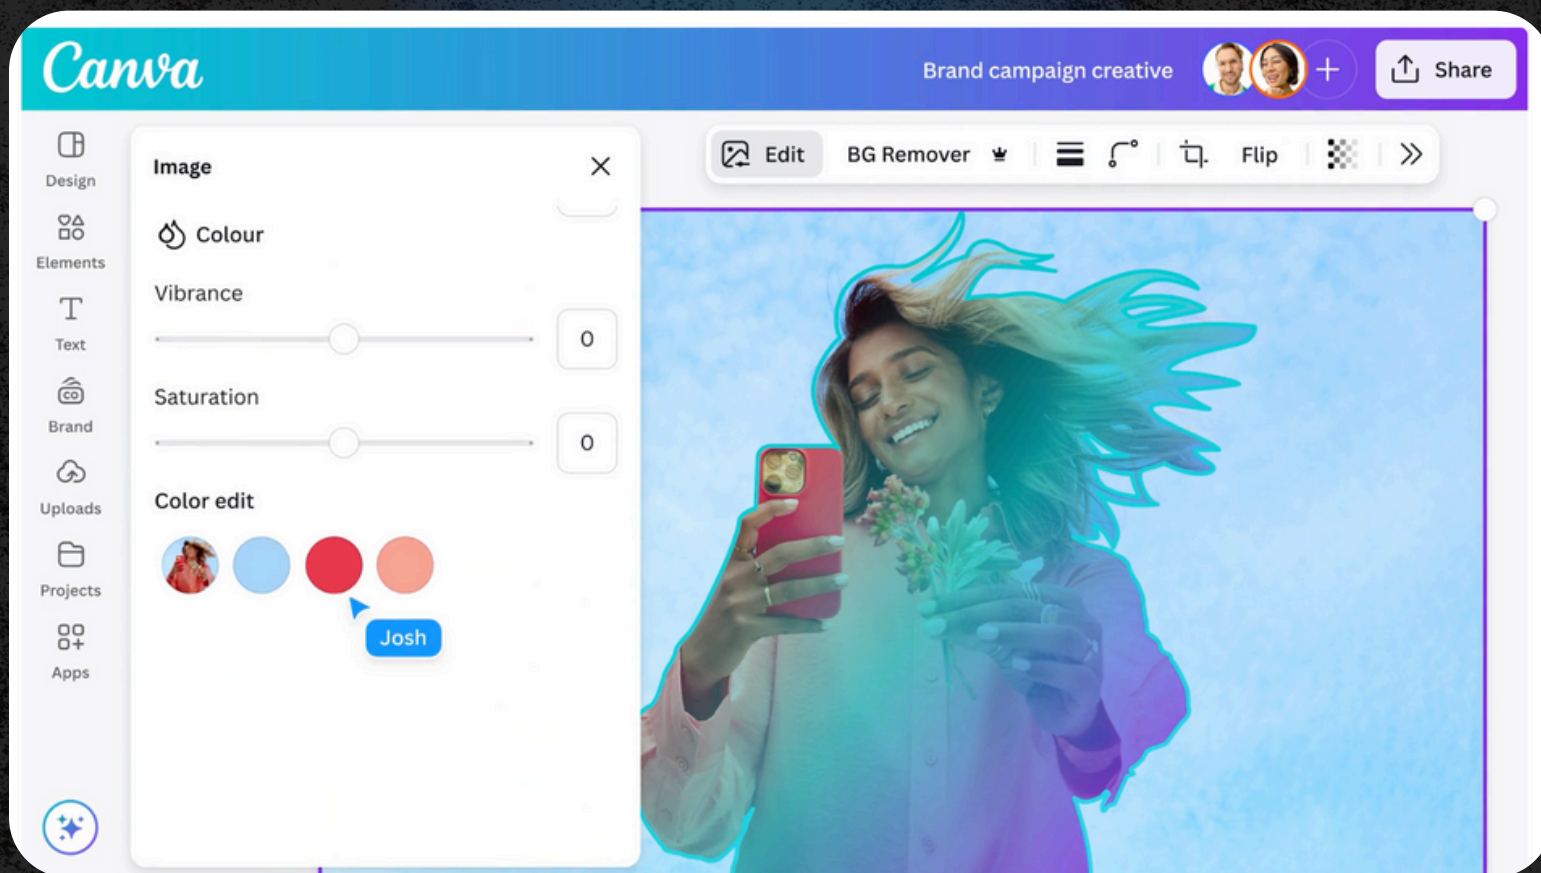 Canva
Brand campaign creative
Share
Design
Elements
Text
Brand
Uploads
Projects
Apps
Image
Colour
Vibrance
0
Saturation
0
Color edit
Josh
Edit
BG Remover
Flip
CO